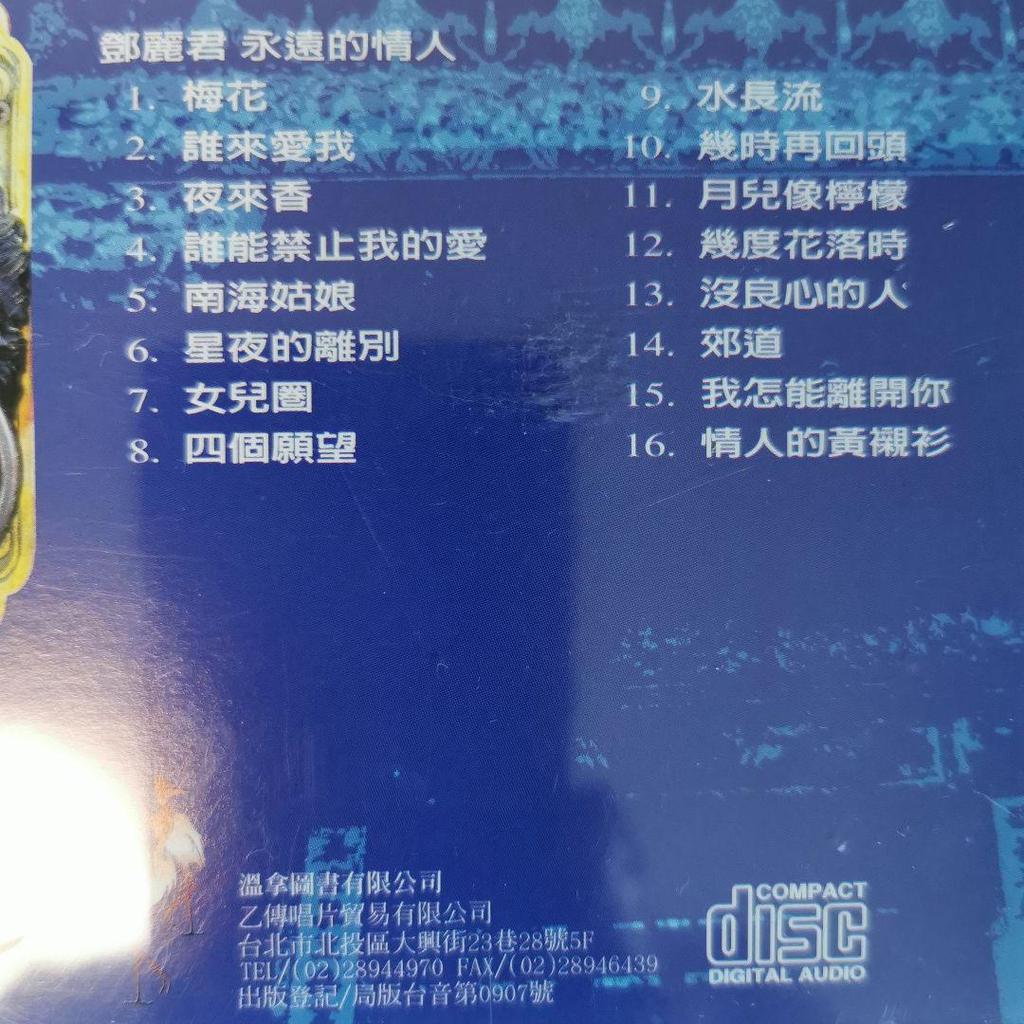 鄧麗君 永遠的情人
1. 梅花
2. 誰來愛我
3. 夜來香
4. 誰能禁止我的愛
5. 南海姑娘
6. 星夜的離別
7. 女兒圈
8. 四個願望
9. 水長流
10. 幾時再回頭
11. 月兒像檸檬
12. 幾度花落時
13. 沒良心的人
14. 郊道
15. 我怎能離開你
16. 情人的黃襯衫
溫拿圖書有限公司
乙傳唱片貿易有限公司
台北市北投區大興街23巷28號5F
TEL/(02)28944970 FAX/(02)28946439
出版登記/局版台音第0907號
COMPACT
disc
DIGITAL AUDIO